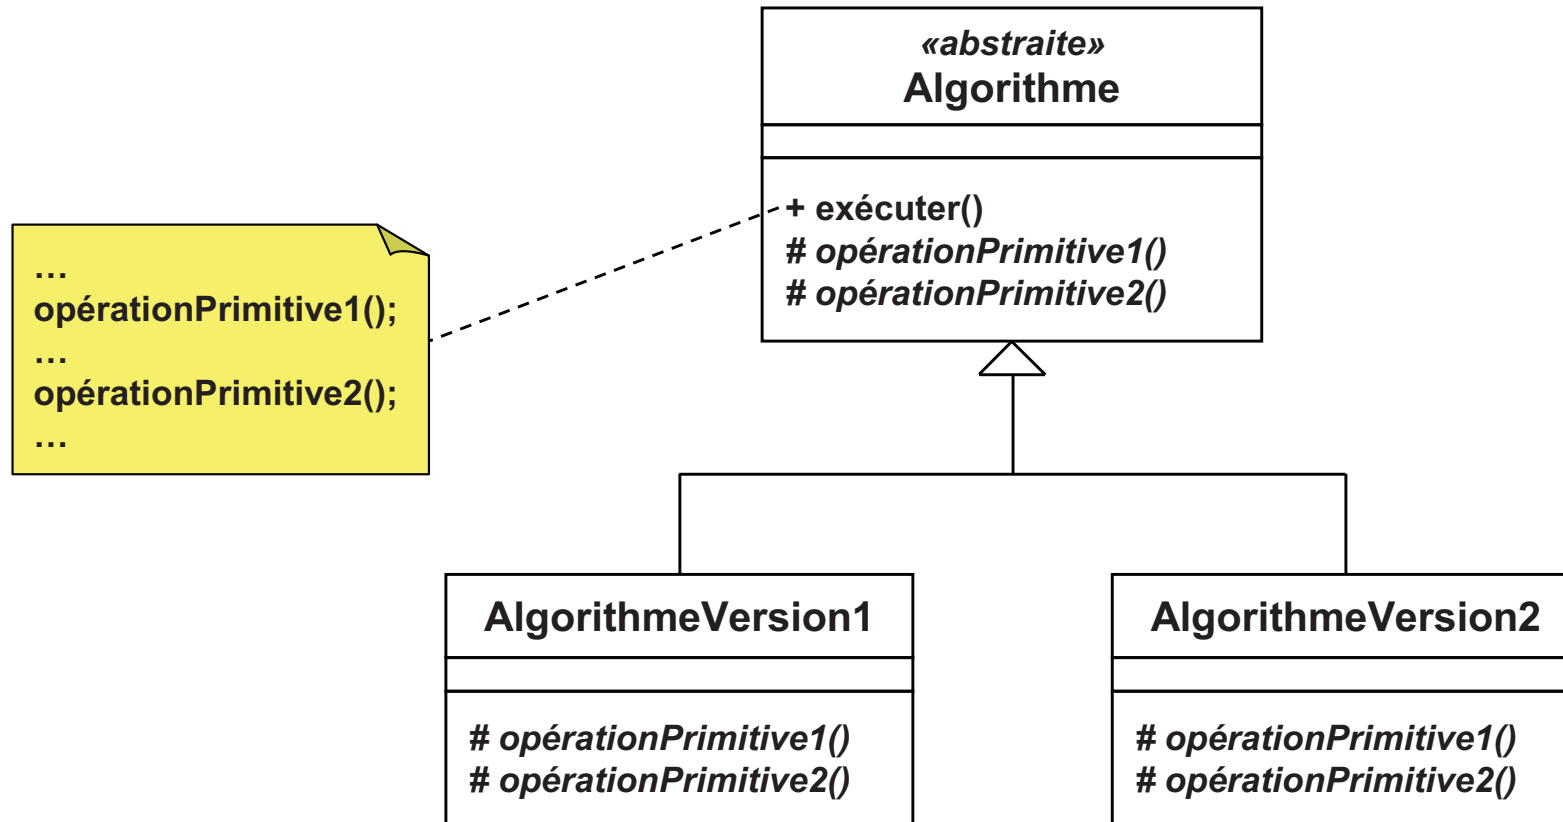 «abstraite»
Algorithme
+ exécuter()
# opérationPrimitive1()
# opérationPrimitive2()
…
opérationPrimitive1();
…
opérationPrimitive2();
…
AlgorithmeVersion1
# opérationPrimitive1()
# opérationPrimitive2()
AlgorithmeVersion2
# opérationPrimitive1()
# opérationPrimitive2()